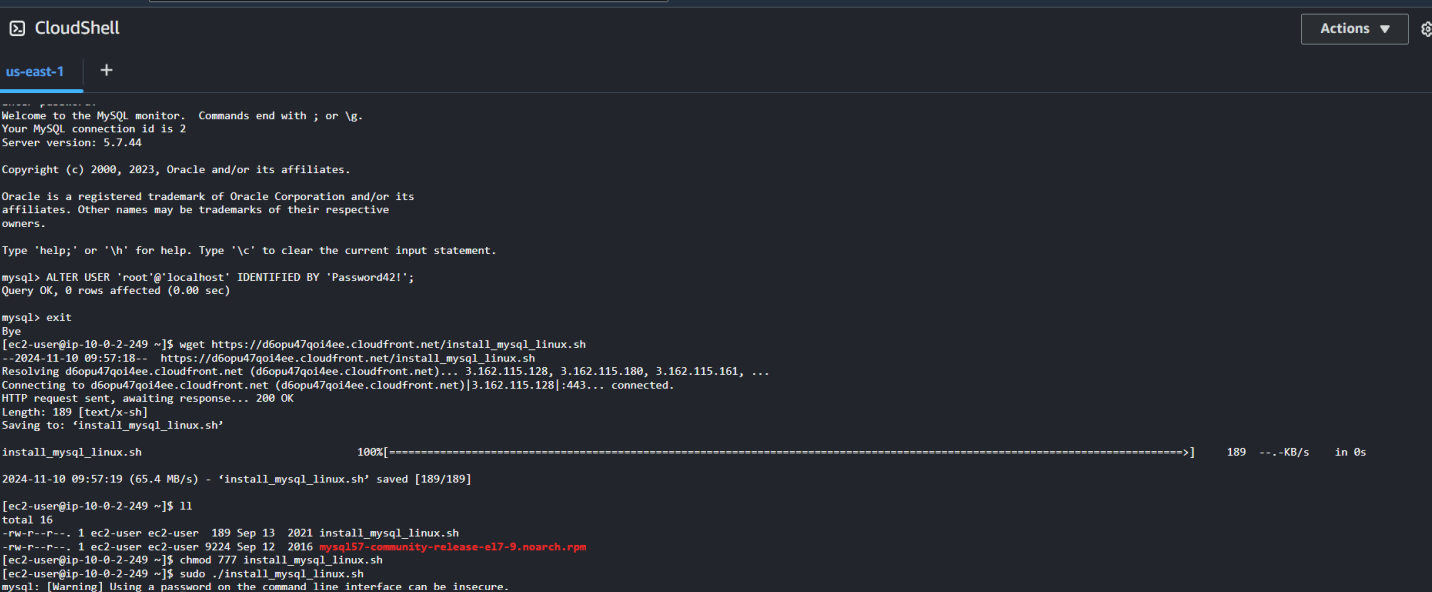 CloudShell
Actions ▼
us-east-1 +
Enter password:
Welcome to the MySQL monitor.  Commands end with ; or \g.
Your MySQL connection id is 2
Server version: 5.7.44
Copyright (c) 2000, 2023, Oracle and/or its affiliates.
Oracle is a registered trademark of Oracle Corporation and/or its
affiliates. Other names may be trademarks of their respective
owners.
Type 'help;' or '\h' for help. Type '\c' to clear the current input statement.
mysql> ALTER USER 'root'@'localhost' IDENTIFIED BY 'Password42!';
Query OK, 0 rows affected (0.00 sec)
mysql> exit
Bye
[ec2-user@ip-10-0-2-249 ~]$ wget https://d6opu47qoi4ee.cloudfront.net/install_mysql_linux.sh
--2024-11-10 09:57:18--  https://d6opu47qoi4ee.cloudfront.net/install_mysql_linux.sh
Resolving d6opu47qoi4ee.cloudfront.net (d6opu47qoi4ee.cloudfront.net)... 3.162.115.128, 3.162.115.180, 3.162.115.161, ...
Connecting to d6opu47qoi4ee.cloudfront.net (d6opu47qoi4ee.cloudfront.net)|3.162.115.128|:443... connected.
HTTP request sent, awaiting response... 200 OK
Length: 189 [text/x-sh]
Saving to: ‘install_mysql_linux.sh’
install_mysql_linux.sh 100%[==============================================================================================================================>] 189 --.-KB/s in 0s
2024-11-10 09:57:19 (65.4 MB/s) - ‘install_mysql_linux.sh’ saved [189/189]
[ec2-user@ip-10-0-2-249 ~]$ ll
total 16
-rw-r--r--. 1 ec2-user ec2-user  189 Sep 13  2021 install_mysql_linux.sh
-rw-r--r--. 1 ec2-user ec2-user 9224 Sep 12  2016 mysql57-community-release-el7-9.noarch.rpm
[ec2-user@ip-10-0-2-249 ~]$ chmod 777 install_mysql_linux.sh
[ec2-user@ip-10-0-2-249 ~]$ sudo ./install_mysql_linux.sh
mysql: [Warning] Using a password on the command line interface can be insecure.